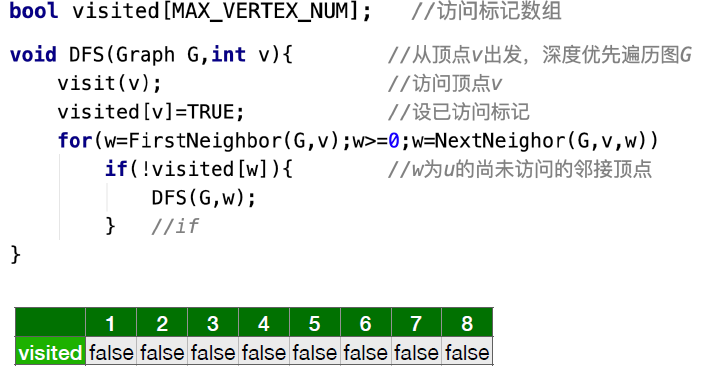 bool visited[MAX_VERTEX_NUM];   //访问标记数组
void DFS(Graph G,int v){        //从顶点v出发，深度优先遍历图G
    visit(v);                   //访问顶点v
    visited[v]=TRUE;            //设已访问标记
    for(w=FirstNeighbor(G,v);w>=0;w=NextNeighor(G,v,w))
        if(!visited[w]){        //w为u的尚未访问的邻接顶点
            DFS(G,w);
        }   //if
}
1 2 3 4 5 6 7 8
visited false false false false false false false false